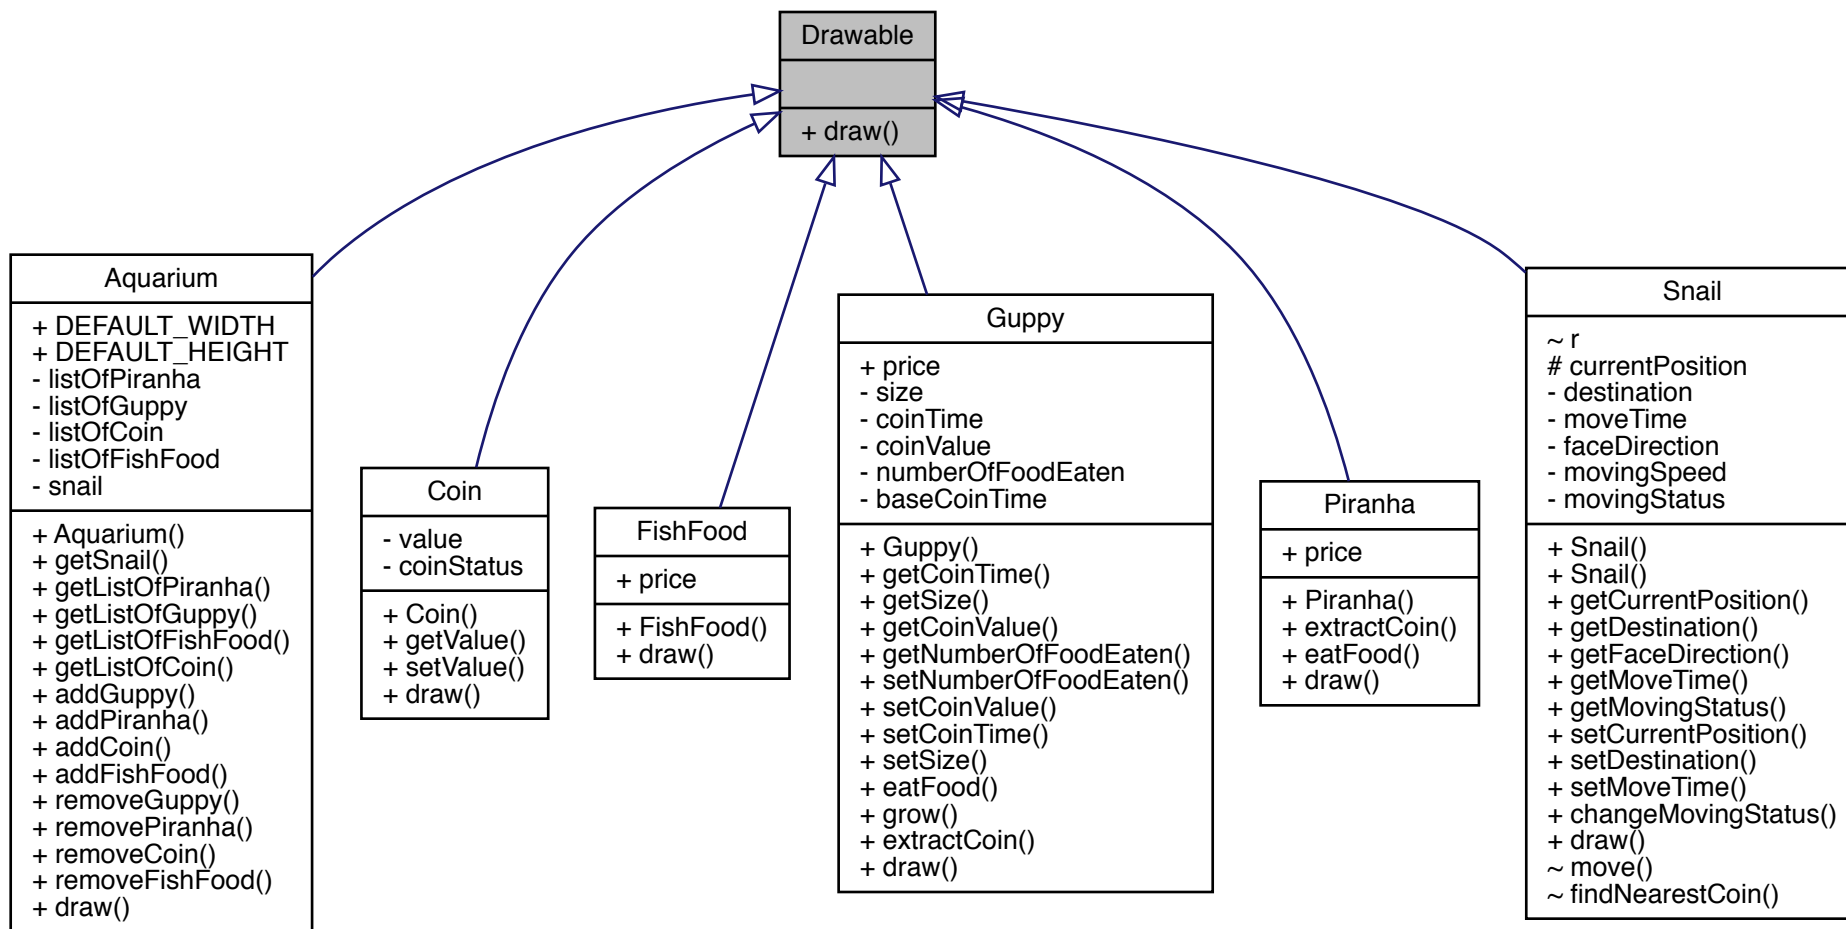 Drawable
+ draw()
Aquarium
+ DEFAULT_WIDTH
+ DEFAULT_HEIGHT
- listOfPiranha
- listOfGuppy
- listOfCoin
- listOfFishFood
- snail
+ Aquarium()
+ getSnail()
+ getListOfPiranha()
+ getListOfGuppy()
+ getListOfFishFood()
+ getListOfCoin()
+ addGuppy()
+ addPiranha()
+ addCoin()
+ addFishFood()
+ removeGuppy()
+ removePiranha()
+ removeCoin()
+ removeFishFood()
+ draw()
Coin
- value
- coinStatus
+ Coin()
+ getValue()
+ setValue()
+ draw()
FishFood
+ price
+ FishFood()
+ draw()
Guppy
+ price
- size
- coinTime
- coinValue
- numberOfFoodEaten
- baseCoinTime
+ Guppy()
+ getCoinTime()
+ getSize()
+ getCoinValue()
+ getNumberOfFoodEaten()
+ setNumberOfFoodEaten()
+ setCoinValue()
+ setCoinTime()
+ setSize()
+ eatFood()
+ grow()
+ extractCoin()
+ draw()
Piranha
+ price
+ Piranha()
+ extractCoin()
+ eatFood()
+ draw()
Snail
~ r
# currentPosition
- destination
- moveTime
- faceDirection
- movingSpeed
- movingStatus
+ Snail()
+ Snail()
+ getCurrentPosition()
+ getDestination()
+ getFaceDirection()
+ getMoveTime()
+ getMovingStatus()
+ setCurrentPosition()
+ setDestination()
+ setMoveTime()
+ changeMovingStatus()
+ draw()
~ move()
~ findNearestCoin()